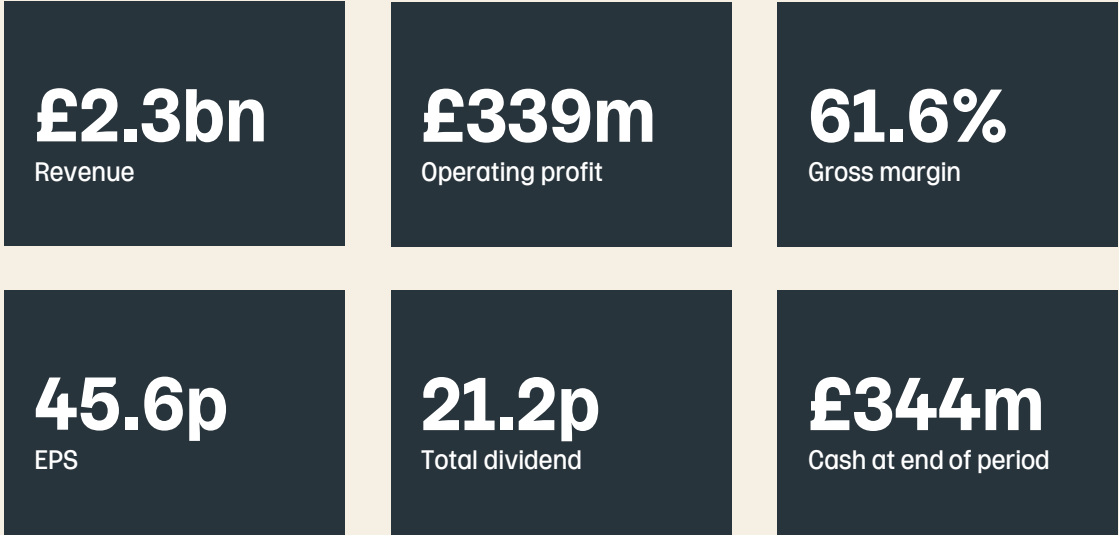 £2.3bn
Revenue
£339m
Operating profit
61.6%
Gross margin
45.6p
EPS
21.2p
Total dividend
£344m
Cash at end of period